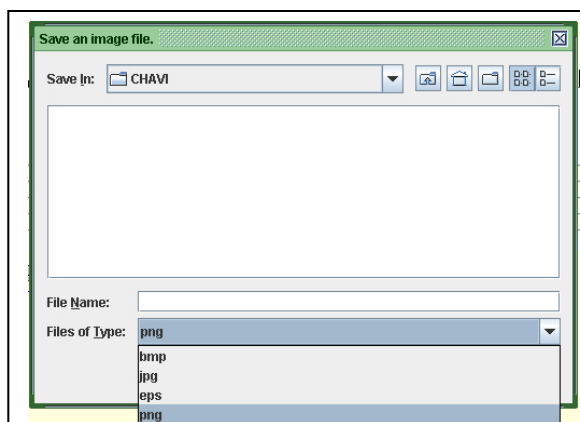 Save an image file.
Save In: CHAVI
File Name:
Files of Type: png
bmp
jpg
eps
png